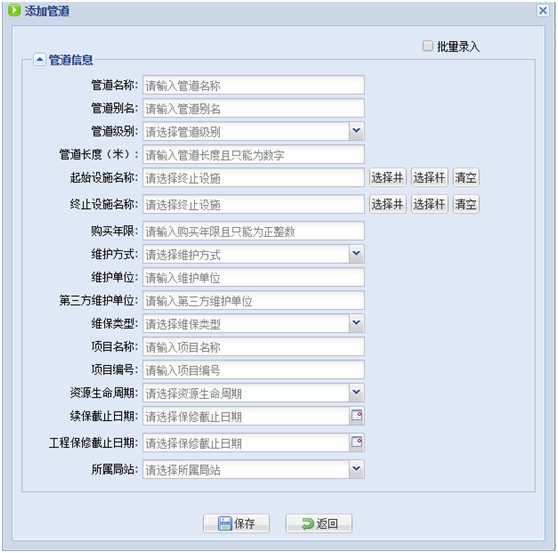 添加管道
批量录入
管道信息
管道名称: 请输入管道名称
管道别名: 请输入管道别名
管道级别: 请选择管道级别
管道长度（米）: 请输入管道长度且只能为数字
起始设施名称: 请选择终止设施 选择井 选择杆 清空
终止设施名称: 请选择终止设施 选择井 选择杆 清空
购买年限: 请输入购买年限且只能为正整数
维护方式: 请选择维护方式
维护单位: 请输入维护单位
第三方维护单位: 请输入第三方维护单位
维保类型: 请选择维保类型
项目名称: 请输入项目名称
项目编号: 请输入项目编号
资源生命周期: 请选择资源生命周期
续保截止日期: 请选择保修截止日期
工程保修截止日期: 请选择保修截止日期
所属局站: 请选择所属局站
保存 返回